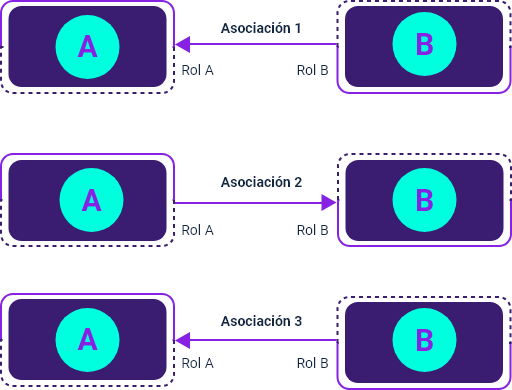 Asociación 1
A
B
Rol A
Rol B
Asociación 2
A
B
Rol A
Rol B
Asociación 3
A
B
Rol A
Rol B